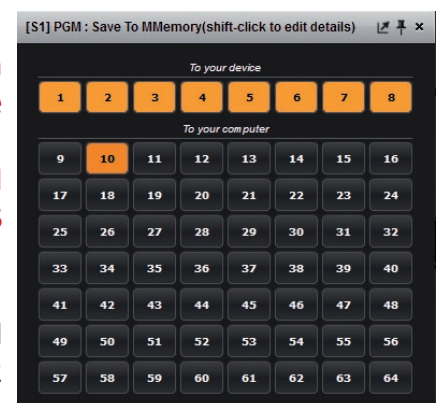 [S1] PGM : Save To MMemory(shift-click to edit details)
To your device
1 2 3 4 5 6 7 8
To your computer
9 10 11 12 13 14 15 16
17 18 19 20 21 22 23 24
25 26 27 28 29 30 31 32
33 34 35 36 37 38 39 40
41 42 43 44 45 46 47 48
49 50 51 52 53 54 55 56
57 58 59 60 61 62 63 64